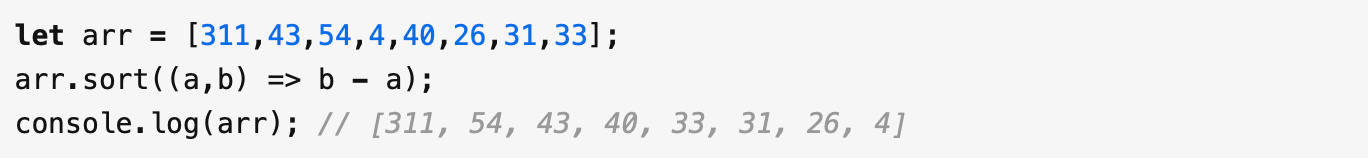 let arr = [311,43,54,4,40,26,31,33];
arr.sort((a,b) => b - a);
console.log(arr); // [311, 54, 43, 40, 33, 31, 26, 4]